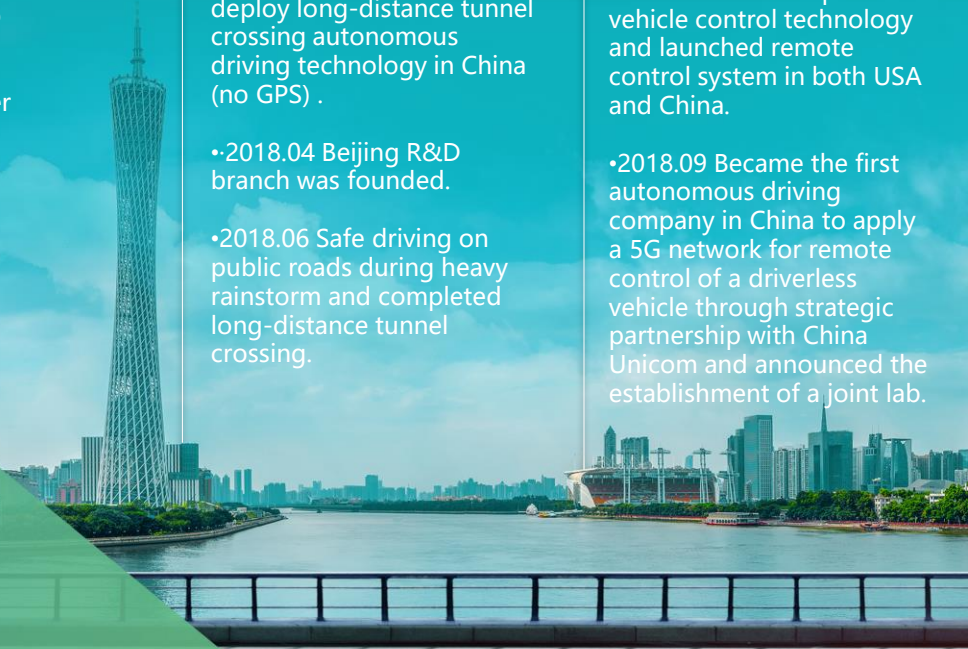 er
deploy long-distance tunnel
crossing autonomous
driving technology in China
(no GPS) .
•·2018.04 Beijing R&D
branch was founded.
•2018.06 Safe driving on
public roads during heavy
rainstorm and completed
long-distance tunnel
crossing.
vehicle control technology
and launched remote
control system in both USA
and China.
•2018.09 Became the first
autonomous driving
company in China to apply
a 5G network for remote
control of a driverless
vehicle through strategic
partnership with China
Unicom and announced the
establishment of a joint lab.